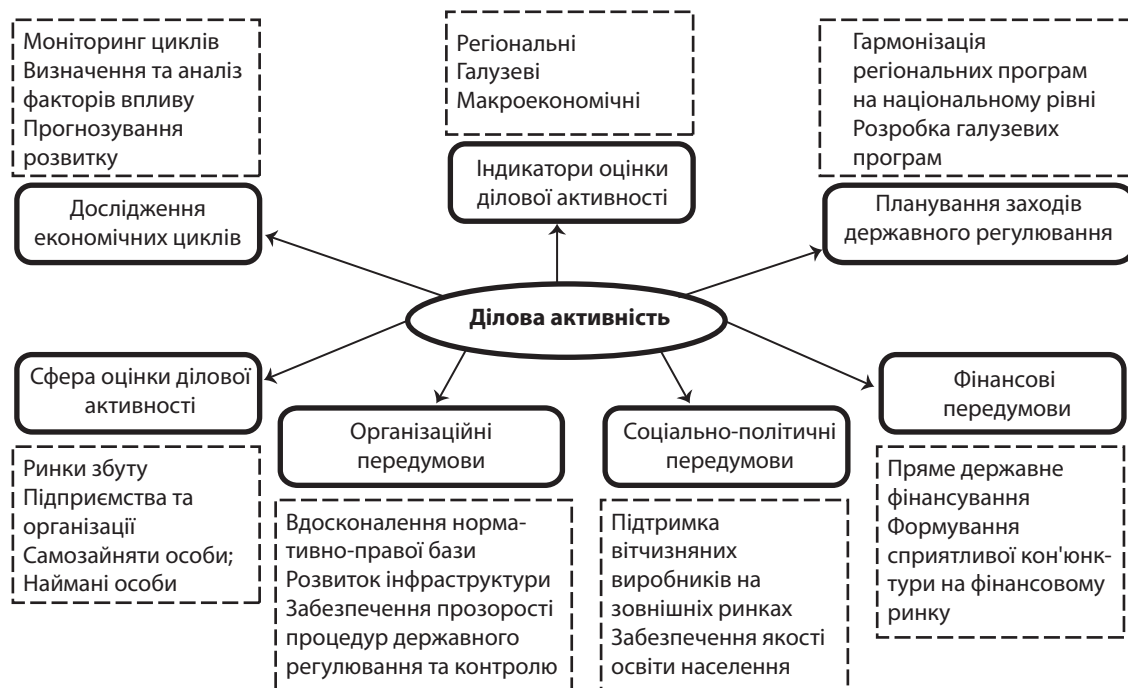 Моніторинг циклів
Визначення та аналіз
факторів впливу
Прогнозування
розвитку
Дослідження
економічних циклів
Регіональні
Галузеві
Макроекономічні
Індикатори оцінки
ділової активності
Гармонізація
регіональних програм
на національному рівні
Розробка галузевих
програм
Планування заходів
державного регулювання
Ділова активність
Сфера оцінки ділової
активності
Ринки збуту
Підприємства та
організації
Самозайняти особи;
Наймані особи
Організаційні
передумови
Вдосконалення норма-
тивно-правої бази
Розвиток інфраструктури
Забезпечення прозорості
процедур державного
регулювання та контролю
Соціально-політичні
передумови
Підтримка
вітчизняних
виробників на
зовнішніх ринках
Забезпечення якості
освіти населення
Фінансові
передумови
Пряме державне
фінансування
Формування
сприятливої кон'юнк-
тури на фінансовому
ринку